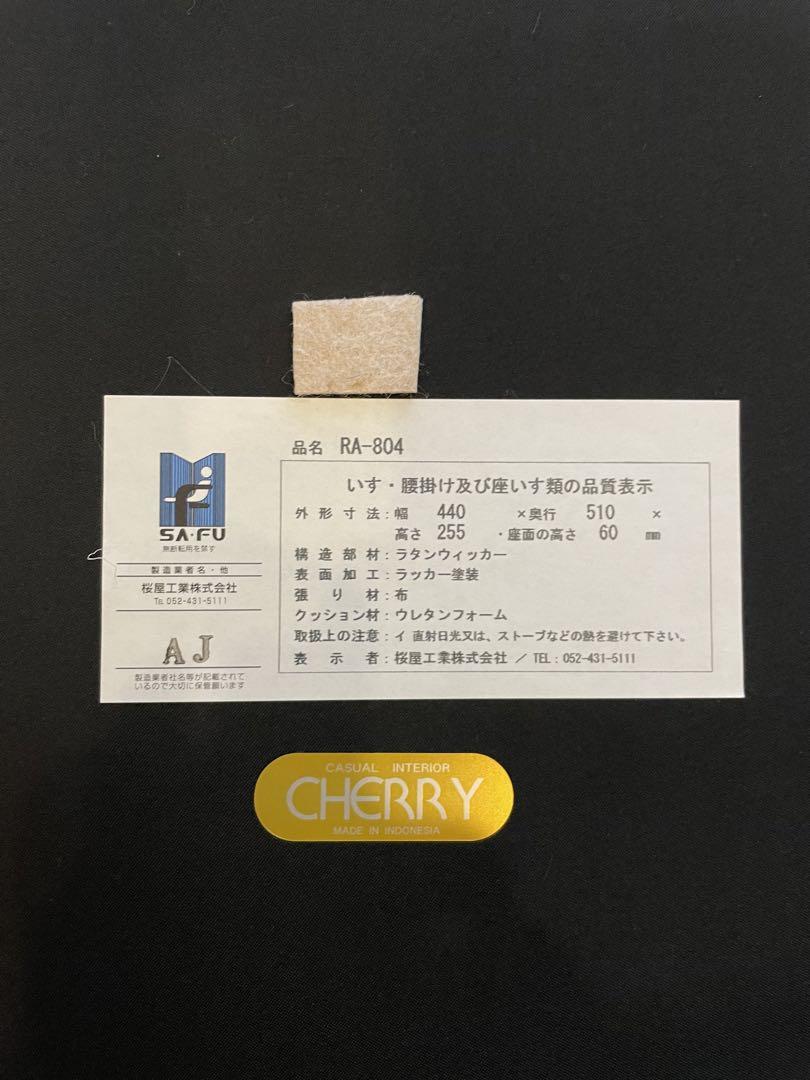 SA・FU
無断転用を禁ず
製造業者名・他
桜屋工業株式会社
TEL 052-431-5111
AJ
製造業者社名等が記載されて
いるので大切に保管願います
品名 RA-804
いす・腰掛け及び座いす類の品質表示
外形寸法:幅 440 ×奥行 510 ×
高さ 255 ・座面の高さ 60 mm
構造部材:ラタンウィッカー
表面加工:ラッカー塗装
張り材:布
クッション材:ウレタンフォーム
取扱上の注意:イ 直射日光又は、ストーブなどの熱を避けて下さい。
表示者:桜屋工業株式会社 / TEL:052-431-5111
CASUAL INTERIOR
CHERRY
MADE IN INDONESIA